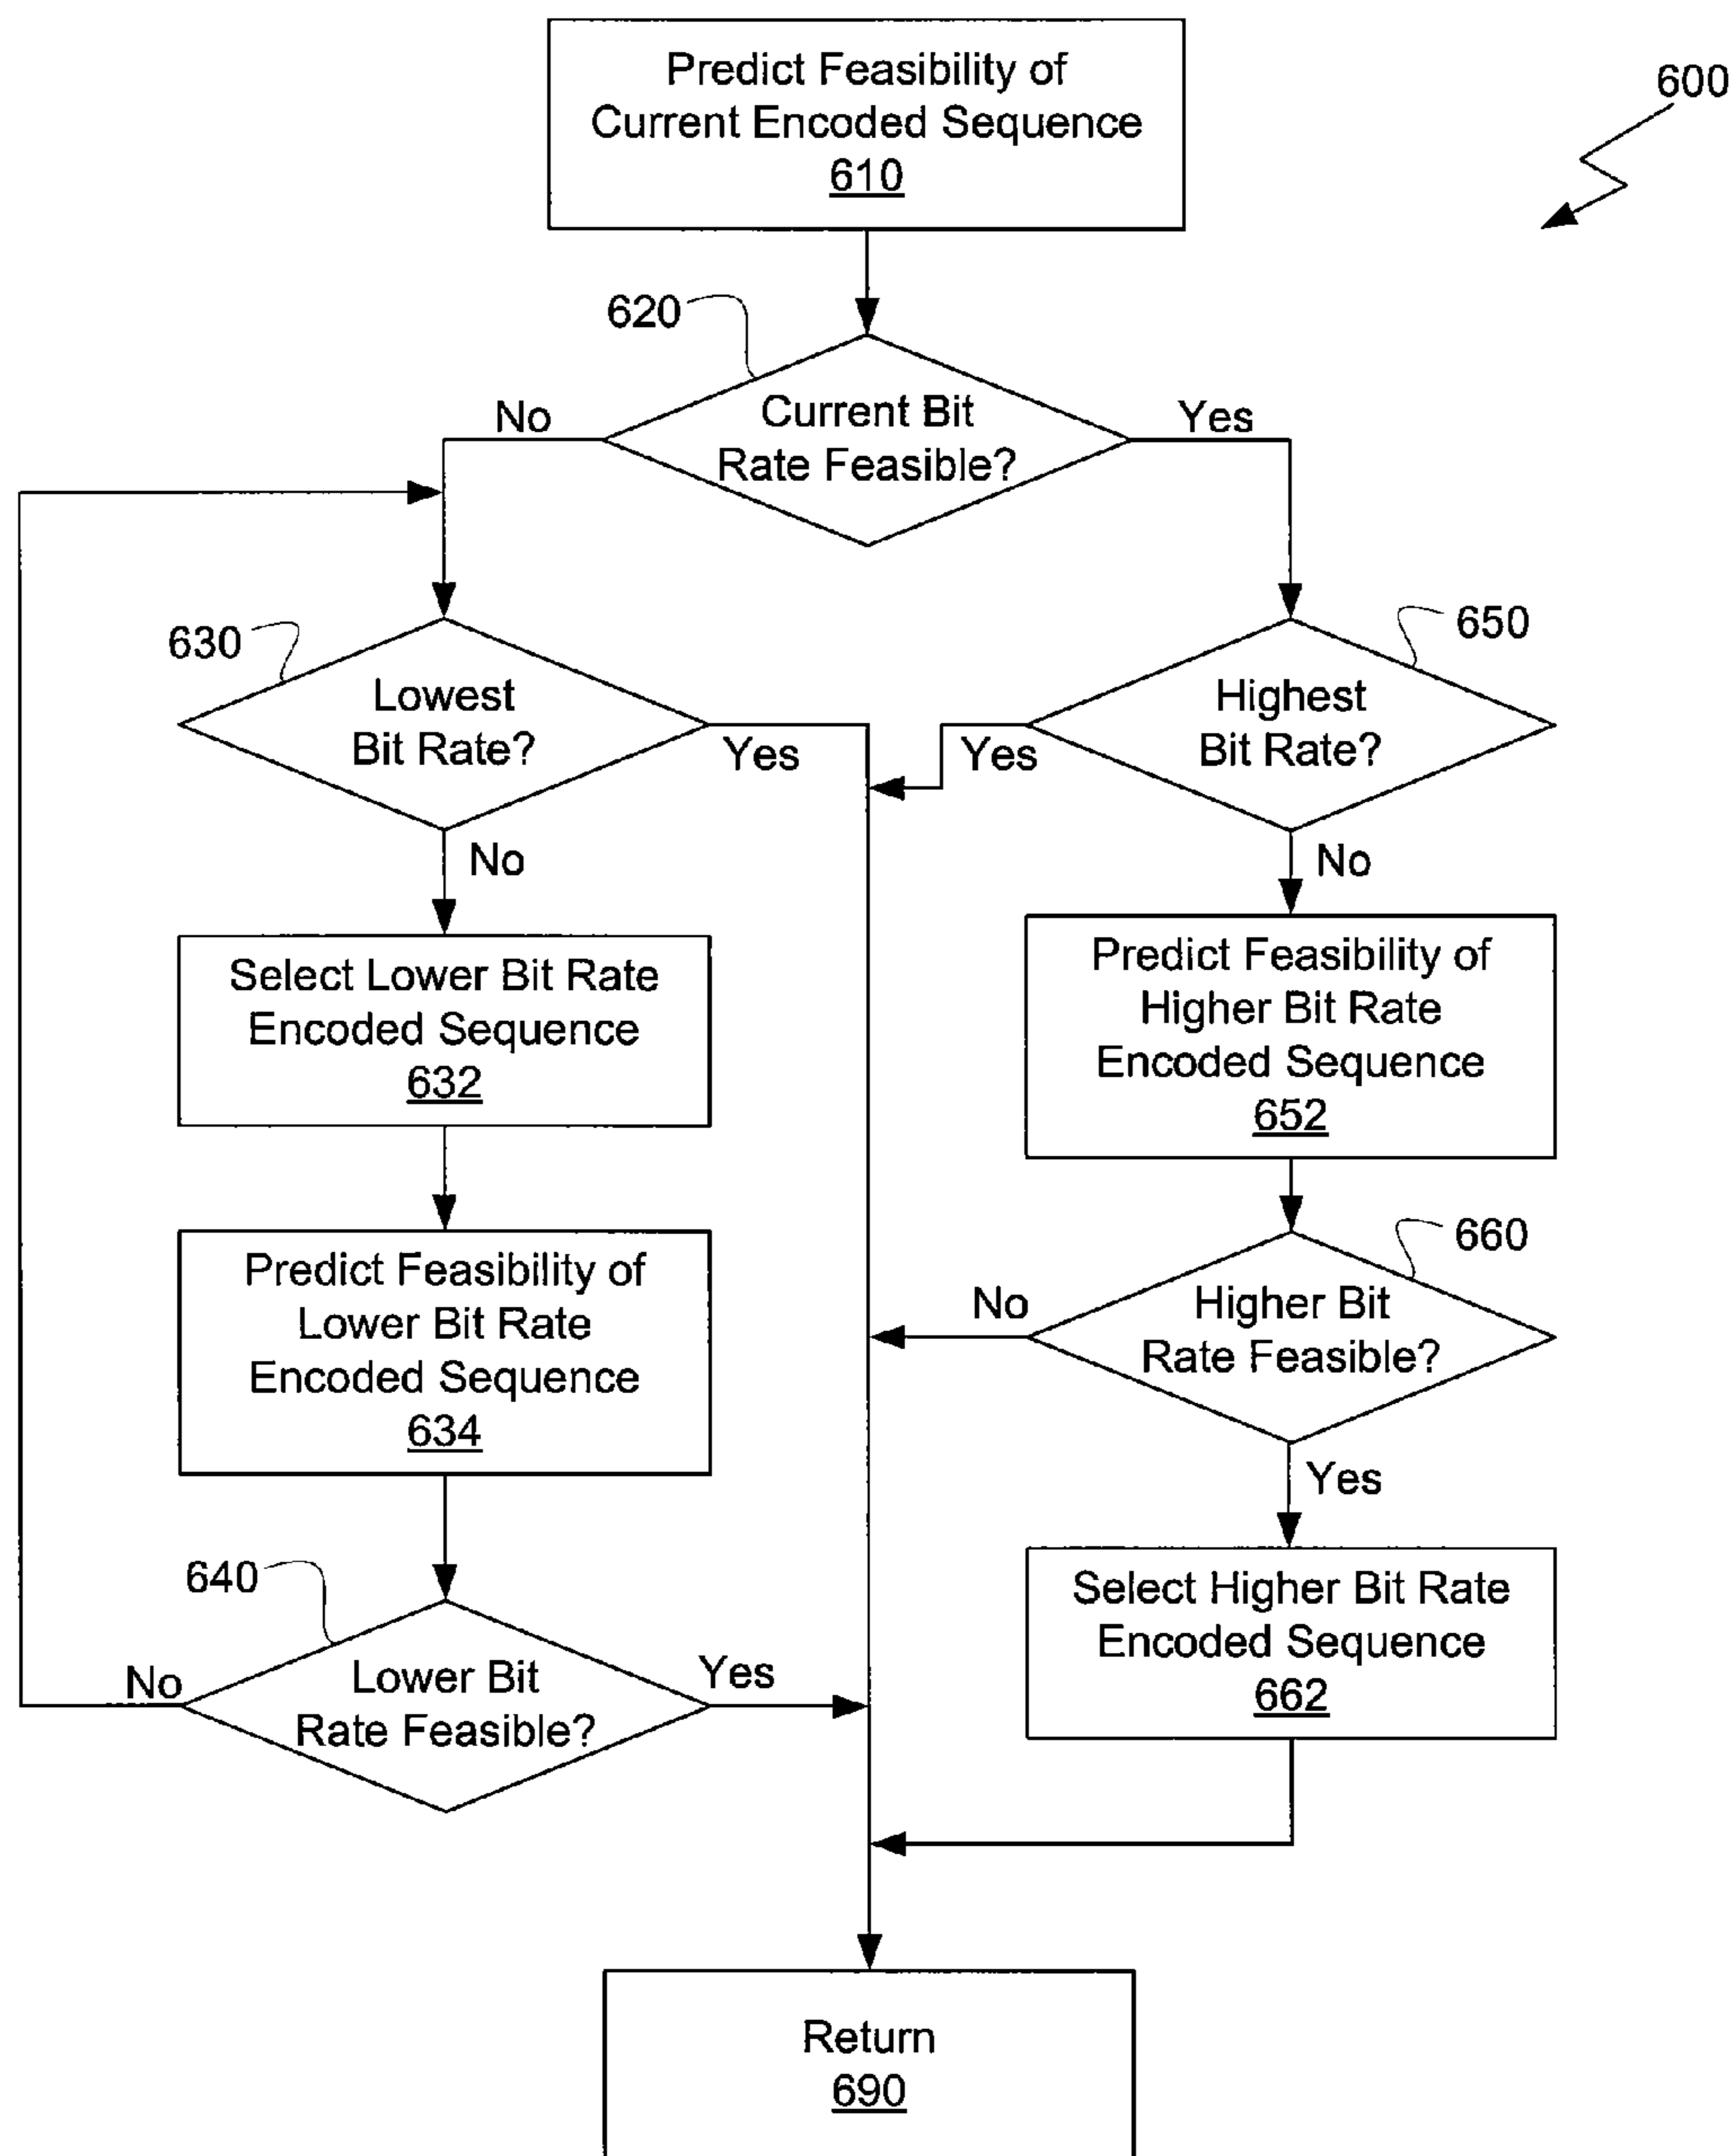 Predict Feasibility of
Current Encoded Sequence
610
600
620
Current Bit
Rate Feasible?
No
Yes
630
Lowest
Bit Rate?
Yes
No
650
Highest
Bit Rate?
Yes
No
Select Lower Bit Rate
Encoded Sequence
632
Predict Feasibility of
Higher Bit Rate
Encoded Sequence
652
Predict Feasibility of
Lower Bit Rate
Encoded Sequence
634
660
Higher Bit
Rate Feasible?
No
Yes
640
Lower Bit
Rate Feasible?
No
Yes
Select Higher Bit Rate
Encoded Sequence
662
Return
690